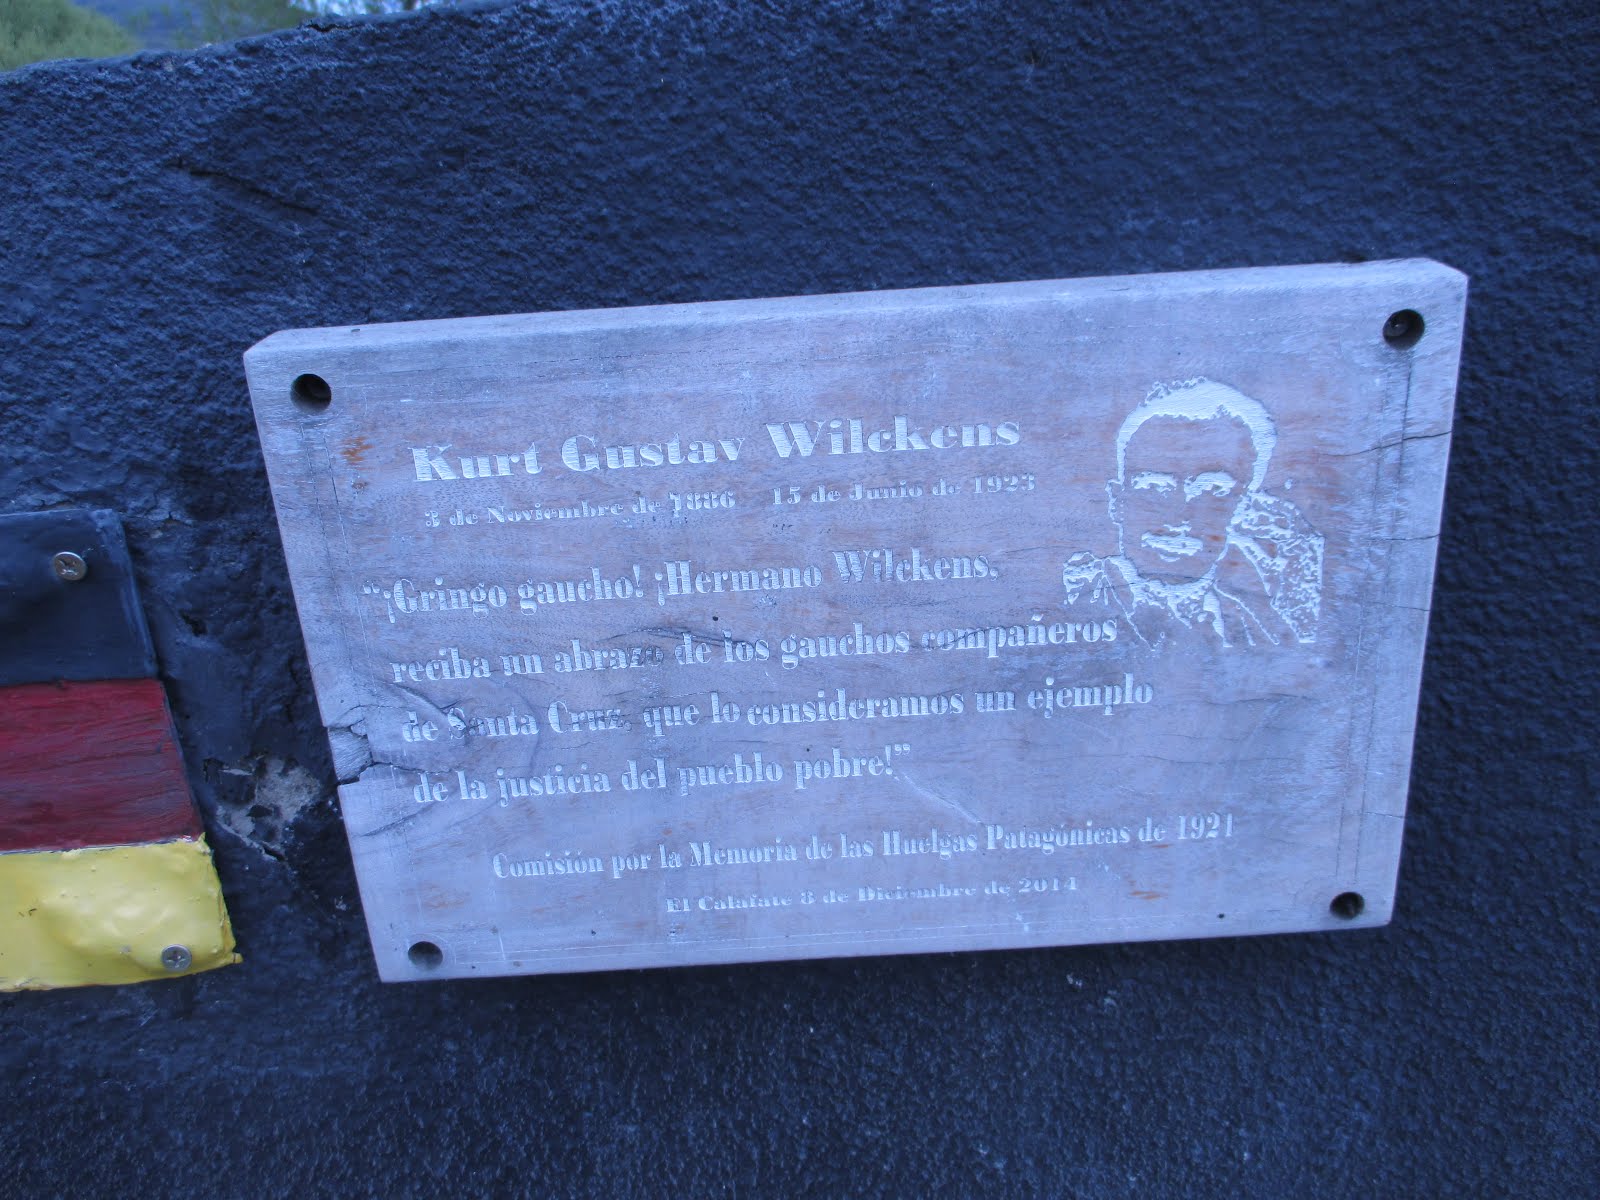 Kurt Gustav Wilckens
3 de Noviembre de 1886 15 de Junio de 1923
“¡Gringo gaucho! ¡Hermano Wilckens,
reciba un abrazo de los gauchos compañeros
de Santa Cruz, que lo consideramos un ejemplo
de la justicia del pueblo pobre!”
Comisión por la Memoria de las Huelgas Patagónicas de 1921
El Calafate 8 de Diciembre de 2014